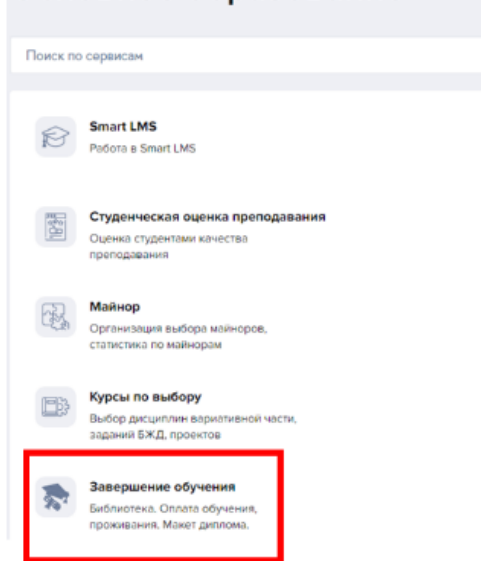 Поиск по сервисам
Smart LMS
Работа в Smart LMS
Студенческая оценка преподавания
Оценка студентами качества
преподавания
Майнор
Организация выбора майноров,
статистика по майнорам
Курсы по выбору
Выбор дисциплин вариативной части,
заданий БЖД, проектов
Завершение обучения
Библиотека. Оплата обучения,
проживания. Макет диплома.